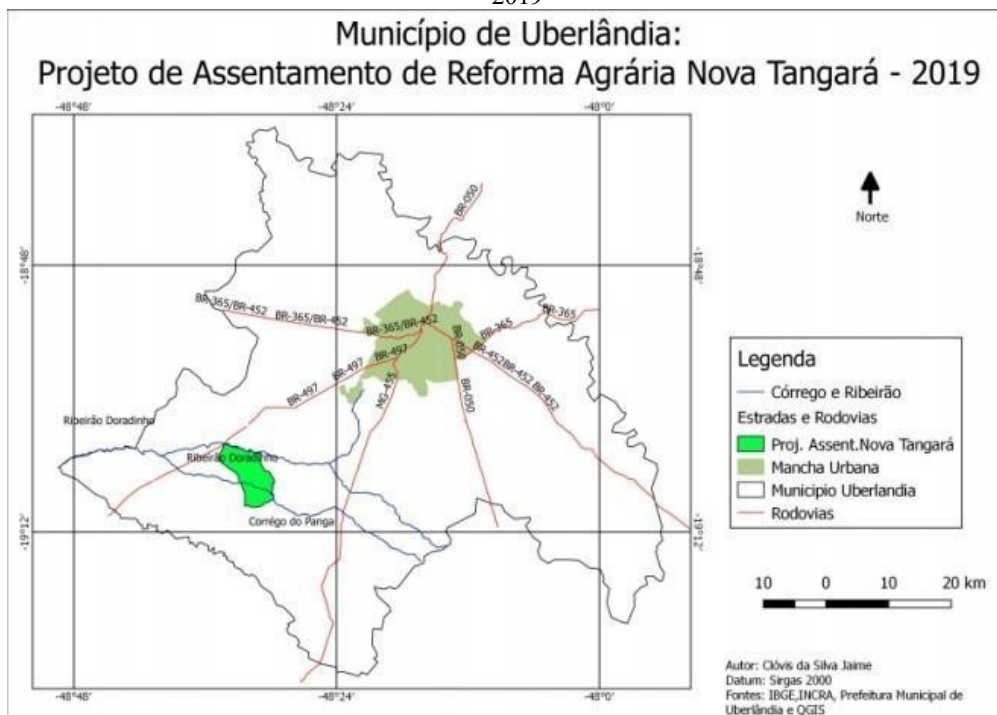 2019
Município de Uberlândia:
Projeto de Assentamento de Reforma Agrária Nova Tangará - 2019
-48°48'
-48°24'
-48°0'
BR-050
Norte
-18°48'
-18°48'
BR-365/BR-452
BR-365/BR-452
BR-365/BR-452
BR-365
BR-365
BR-050
BR-452
BR-452
BR-452
BR-497
BR-497
BR-497
MG-455
BR-050
Ribeirão Doradinho
Ribeirão Doradinho
Corrégo do Panga
-19°12'
-19°12'
Legenda
Córrego e Ribeirão
Estradas e Rodovias
Proj. Assent.Nova Tangará
Mancha Urbana
Municipio Uberlandia
Rodovias
10 0 10 20 km
-48°48'
-48°24'
-48°0'
Autor: Clóvis da Silva Jaime
Datum: Sirgas 2000
Fontes: IBGE,INCRA, Prefeitura Municipal de
Uberlândia e QGIS